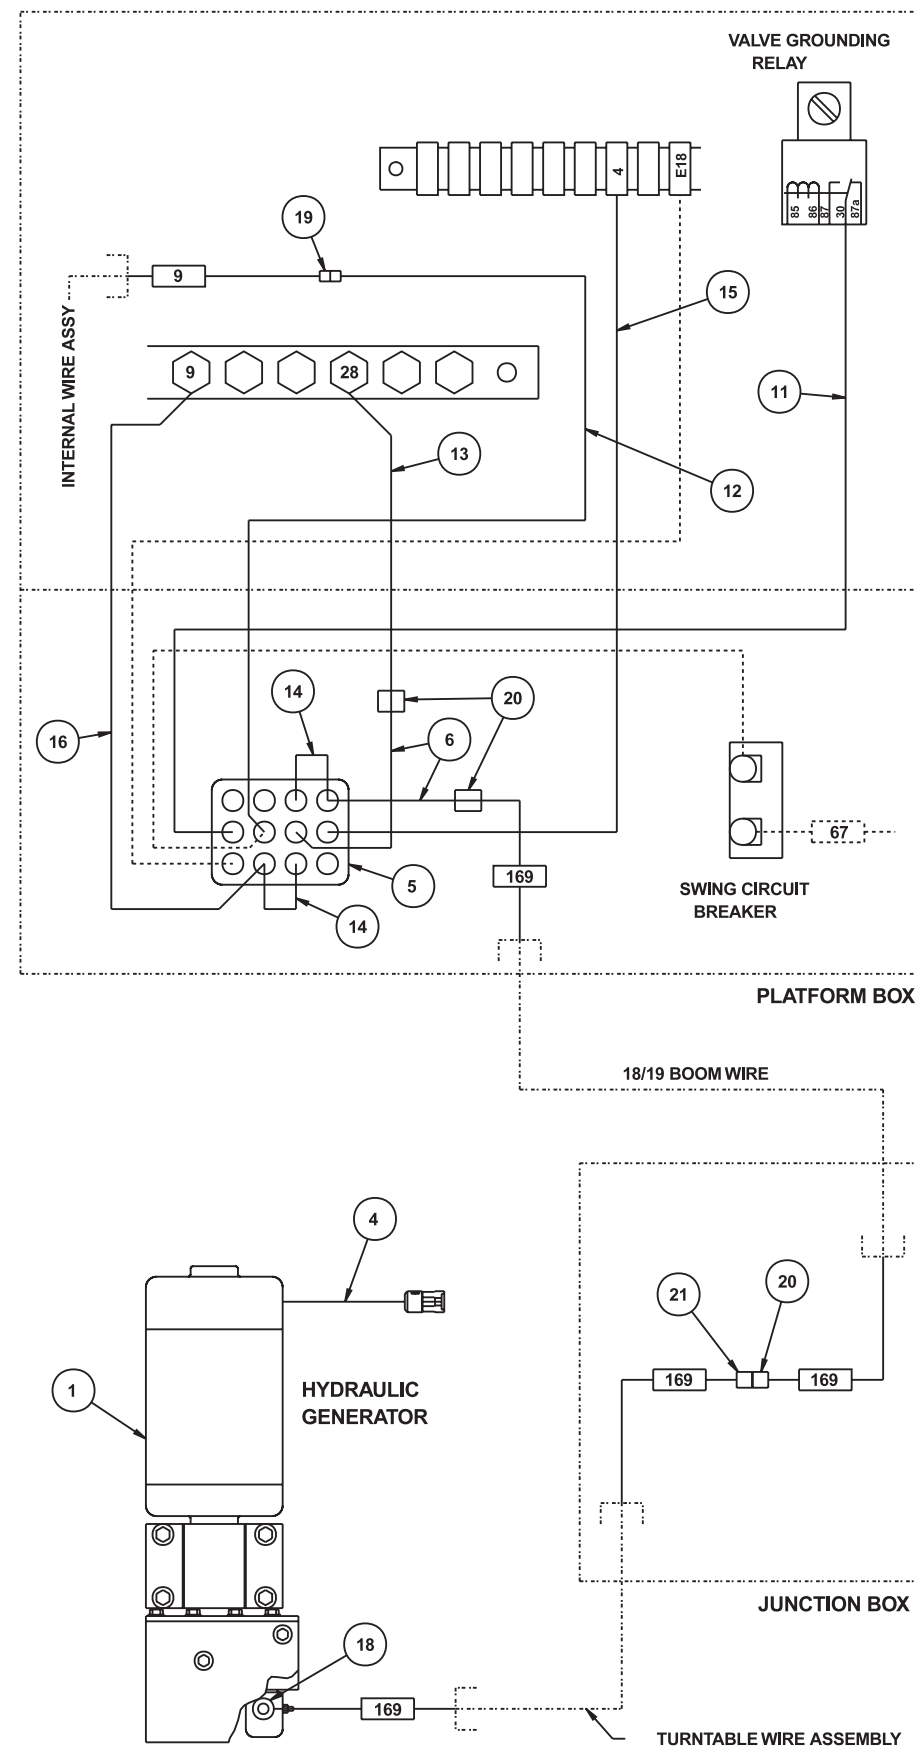 VALVE GROUNDING
RELAY
4
E18
85
86
87
30
87a
19
9
15
INTERNAL WIRE ASSY
9
28
11
13
12
14
20
16
6
67
5
169
14
SWING CIRCUIT
BREAKER
PLATFORM BOX
18/19 BOOM WIRE
4
21
20
1
HYDRAULIC
GENERATOR
169
169
JUNCTION BOX
18
169
TURNTABLE WIRE ASSEMBLY